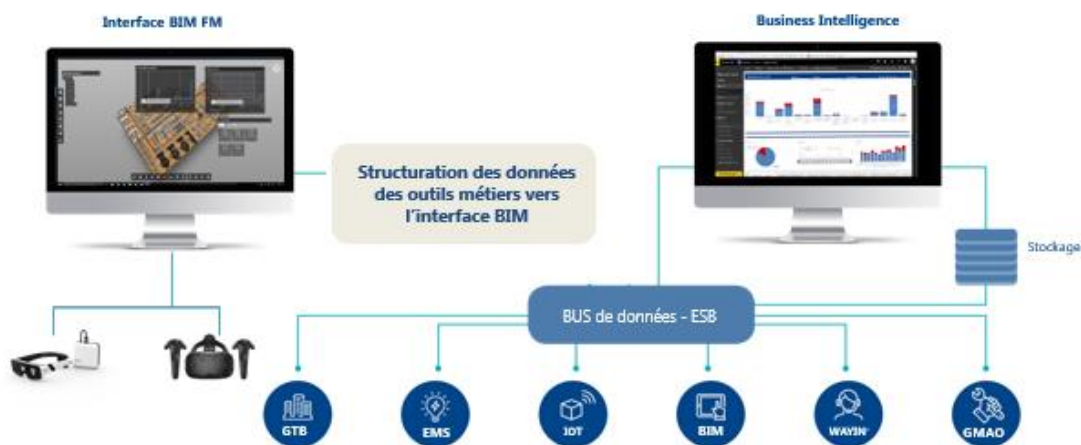 Interface BIM FM
Business Intelligence
Structuration des données
des outils métiers vers
l'interface BIM
Stockage
BUS de données - ESB
GTB
EMS
IOT
BIM
WAYIN'
GMAO